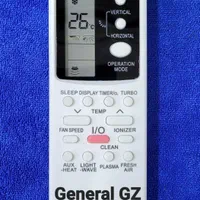 26°c
VERTICAL
HORIZONTAL
OPERATION
MODE
SLEEP DISPLAY TIMER/₀ TURBO
TEMP
FAN SPEED I/O IONIZER
CLEAN
AUX. LIGHT PLASMA FRESH
-HEAT -WAVE AIR
General GZ